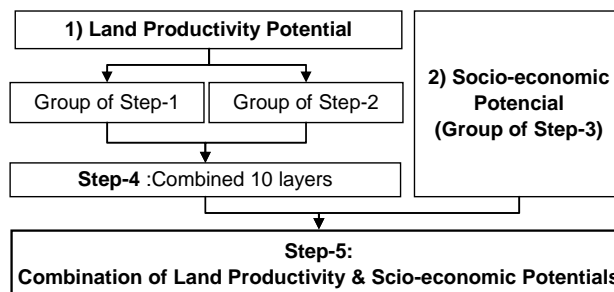 1) Land Productivity Potential
Group of Step-1
Group of Step-2
Step-4 :Combined 10 layers
2) Socio-economic
Potencial
(Group of Step-3)
Step-5:
Combination of Land Productivity & Scio-economic Potentials